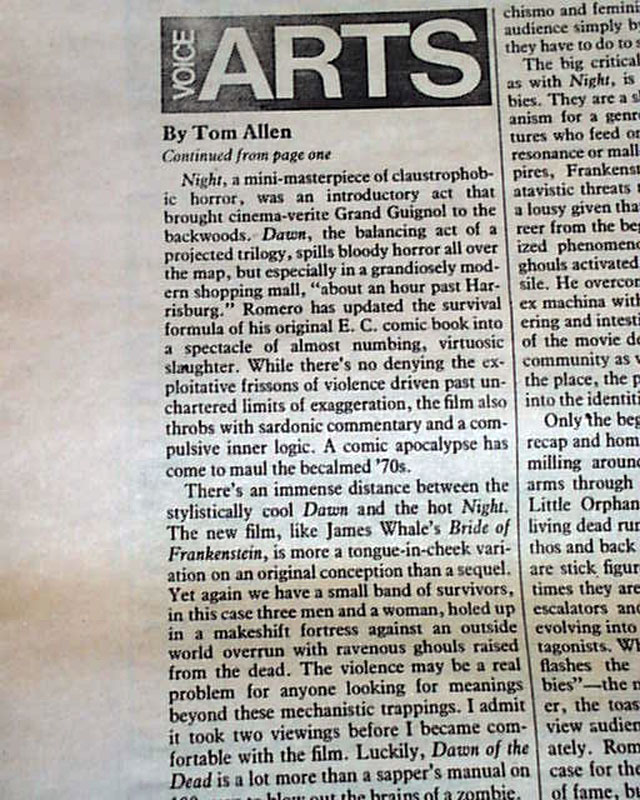 VOICE ARTS
By Tom Allen
Continued from page one
Night, a mini-masterpiece of claustrophob-
ic horror, was an introductory act that
brought cinema-verite Grand Guignol to the
backwoods. Dawn, the balancing act of a
projected trilogy, spills bloody horror all over
the map, but especially in a grandiosely mod-
ern shopping mall, “about an hour past Har-
risburg.” Romero has updated the survival
formula of his original E. C. comic book into
a spectacle of almost numbing, virtuosic
slaughter. While there's no denying the ex-
ploitative frissons of violence driven past un-
chartered limits of exaggeration, the film also
throbs with sardonic commentary and a com-
pulsive inner logic. A comic apocalypse has
come to maul the becalmed '70s.
There's an immense distance between the
stylistically cool Dawn and the hot Night.
The new film, like James Whale's Bride of
Frankenstein, is more a tongue-in-cheek vari-
ation on an original conception than a sequel.
Yet again we have a small band of survivors,
in this case three men and a woman, holed up
in a makeshift fortress against an outside
world overrun with ravenous ghouls raised
from the dead. The violence may be a real
problem for anyone looking for meanings
beyond these mechanistic trappings. I admit
it took two viewings before I became com-
fortable with the film. Luckily, Dawn of the
Dead is a lot more than a sapper's manual on
to blow out the brains of a zombie.
chismo and femini
audience simply b
they have to do to s
The big critical
as with Night, is
bies. They are a s
anism for a genr
tures who feed o
resonance or mall
pires, Frankenst
atavistic threats
a lousy given tha
reer from the be
ized phenomen
ghouls activated
sile. He overco
ex machina with
ering and intesti
of the movie d
community as v
the place, the p
into the identiti
Only the beg
recap and hom
milling aroun
arms through
Little Orphan
living dead ru
thos and back
are stick figur
times they are
escalators an
evolving into
tagonists. Wh
flashes the
bies”—the
er, the toas
view audien
ately. Rom
case for the
of fame, bu